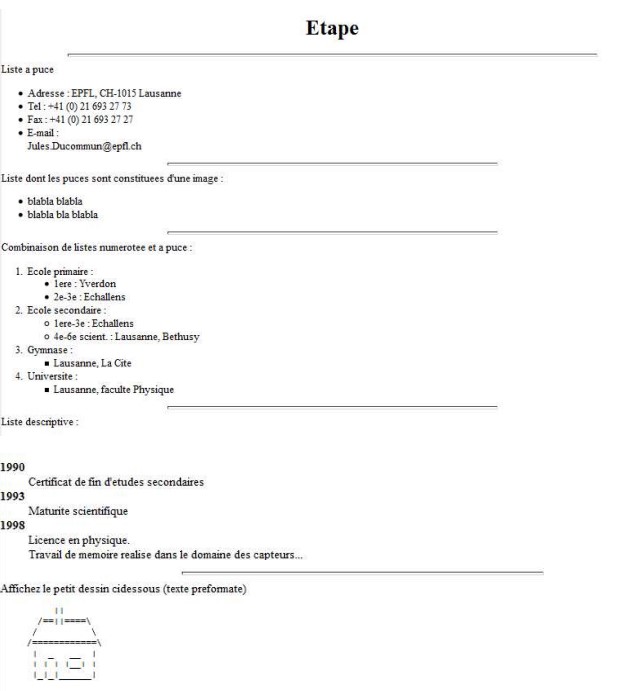 Etape
Liste a puce
• Adresse : EPFL, CH-1015 Lausanne
• Tel : +41 (0) 21 693 27 73
• Fax : +41 (0) 21 693 27 27
• E-mail :
Jules.Ducommun@epfl.ch
Liste dont les puces sont constituees d'une image :
• blabla blabla
• blabla bla blabla
Combinaison de listes numerotee et a puce :
1. Ecole primaire :
• 1ere : Yverdon
• 2e-3e : Echallens
2. Ecole secondaire :
○ 1ere-3e : Echallens
○ 4e-6e scient. : Lausanne, Bethusy
3. Gymnase :
▪ Lausanne, La Cite
4. Universite :
▪ Lausanne, faculte Physique
Liste descriptive :
1990
Certificat de fin d'etudes secondaires
1993
Maturite scientifique
1998
Licence en physique.
Travail de memoire realise dans le domaine des capteurs...
Affichez le petit dessin cidessous (texte preformate)
      ||
   /==||====\
  /          \
 /============\
  |   _   __   |
  | | | |__| |
  |_|_|______|